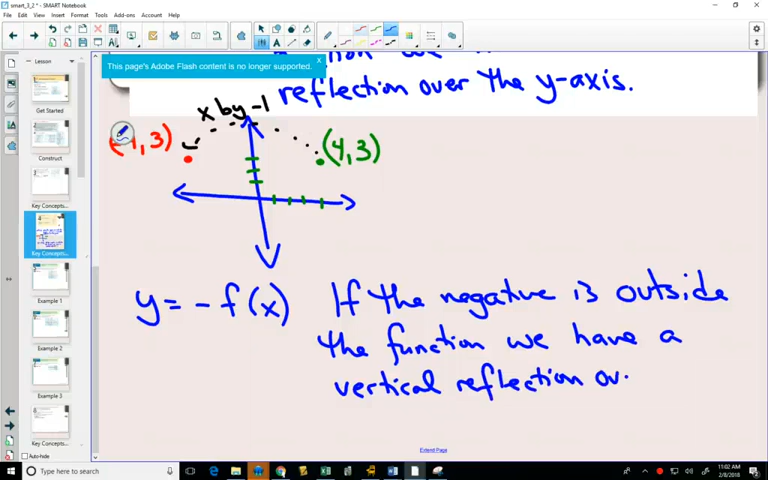 smart_3_2 * - SMART Notebook
File Edit View Insert Format Tools Add-ons Account Help
Lesson
This page's Adobe Flash content is no longer supported. x
reflection over the y-axis.
x by -1
, 3)
(4, 3)
y = - f(x) If the negative is outside
the function we have a
vertical reflection ov
Extend Page
Get Started
Construct
Key Concepts...
Key Concepts...
Example 1
Example 2
Example 3
Auto-hide
Type here to search
11:02 AM
2/8/2018